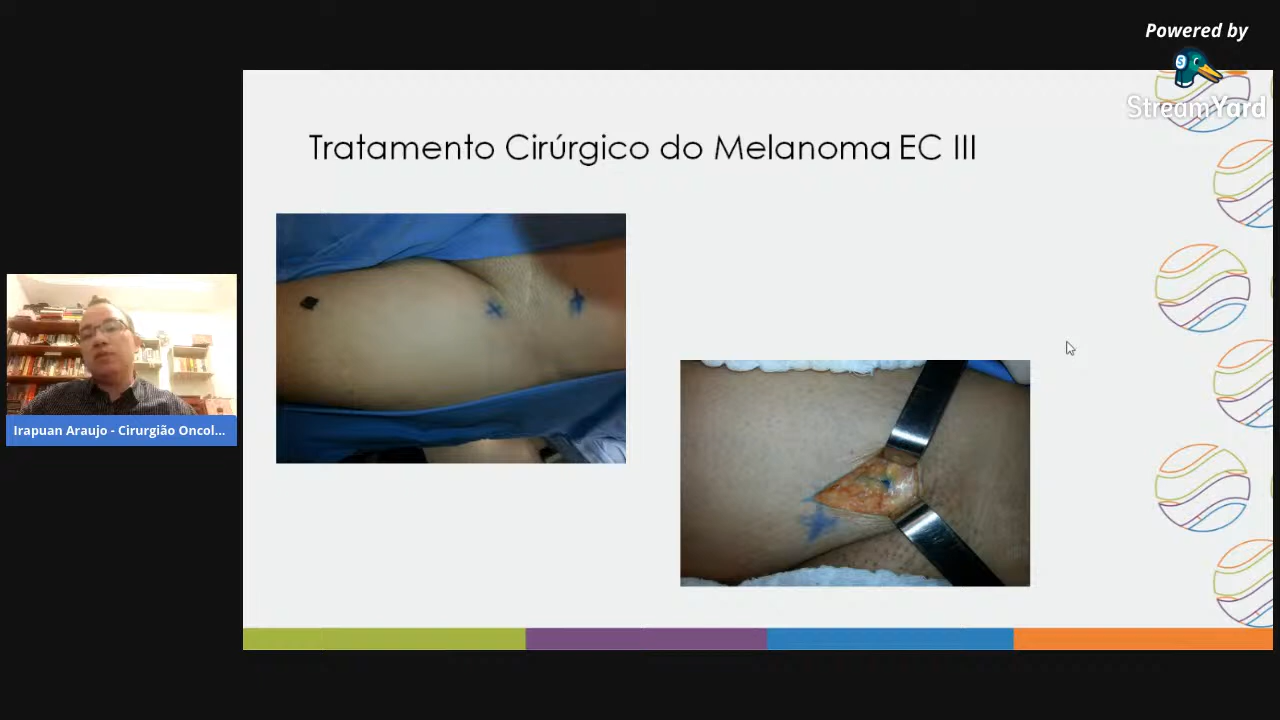 Powered by
StreamYard
Tratamento Cirúrgico do Melanoma EC III
Irapuan Araujo - Cirurgião Oncol...